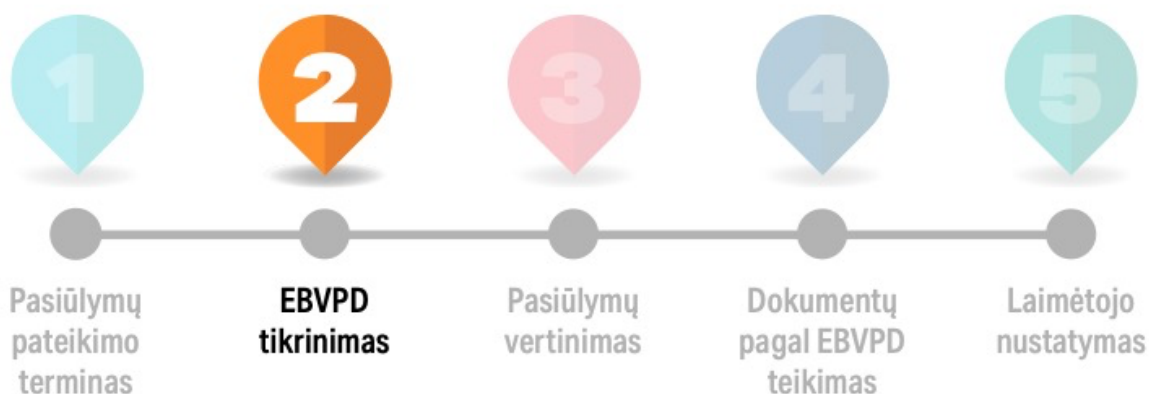 1
2
3
4
5
Pasiūlymų
pateikimo
terminas
EBVPD
tikrinimas
Pasiūlymų
vertinimas
Dokumentų
pagal EBVPD
teikimas
Laimėtojo
nustatymas